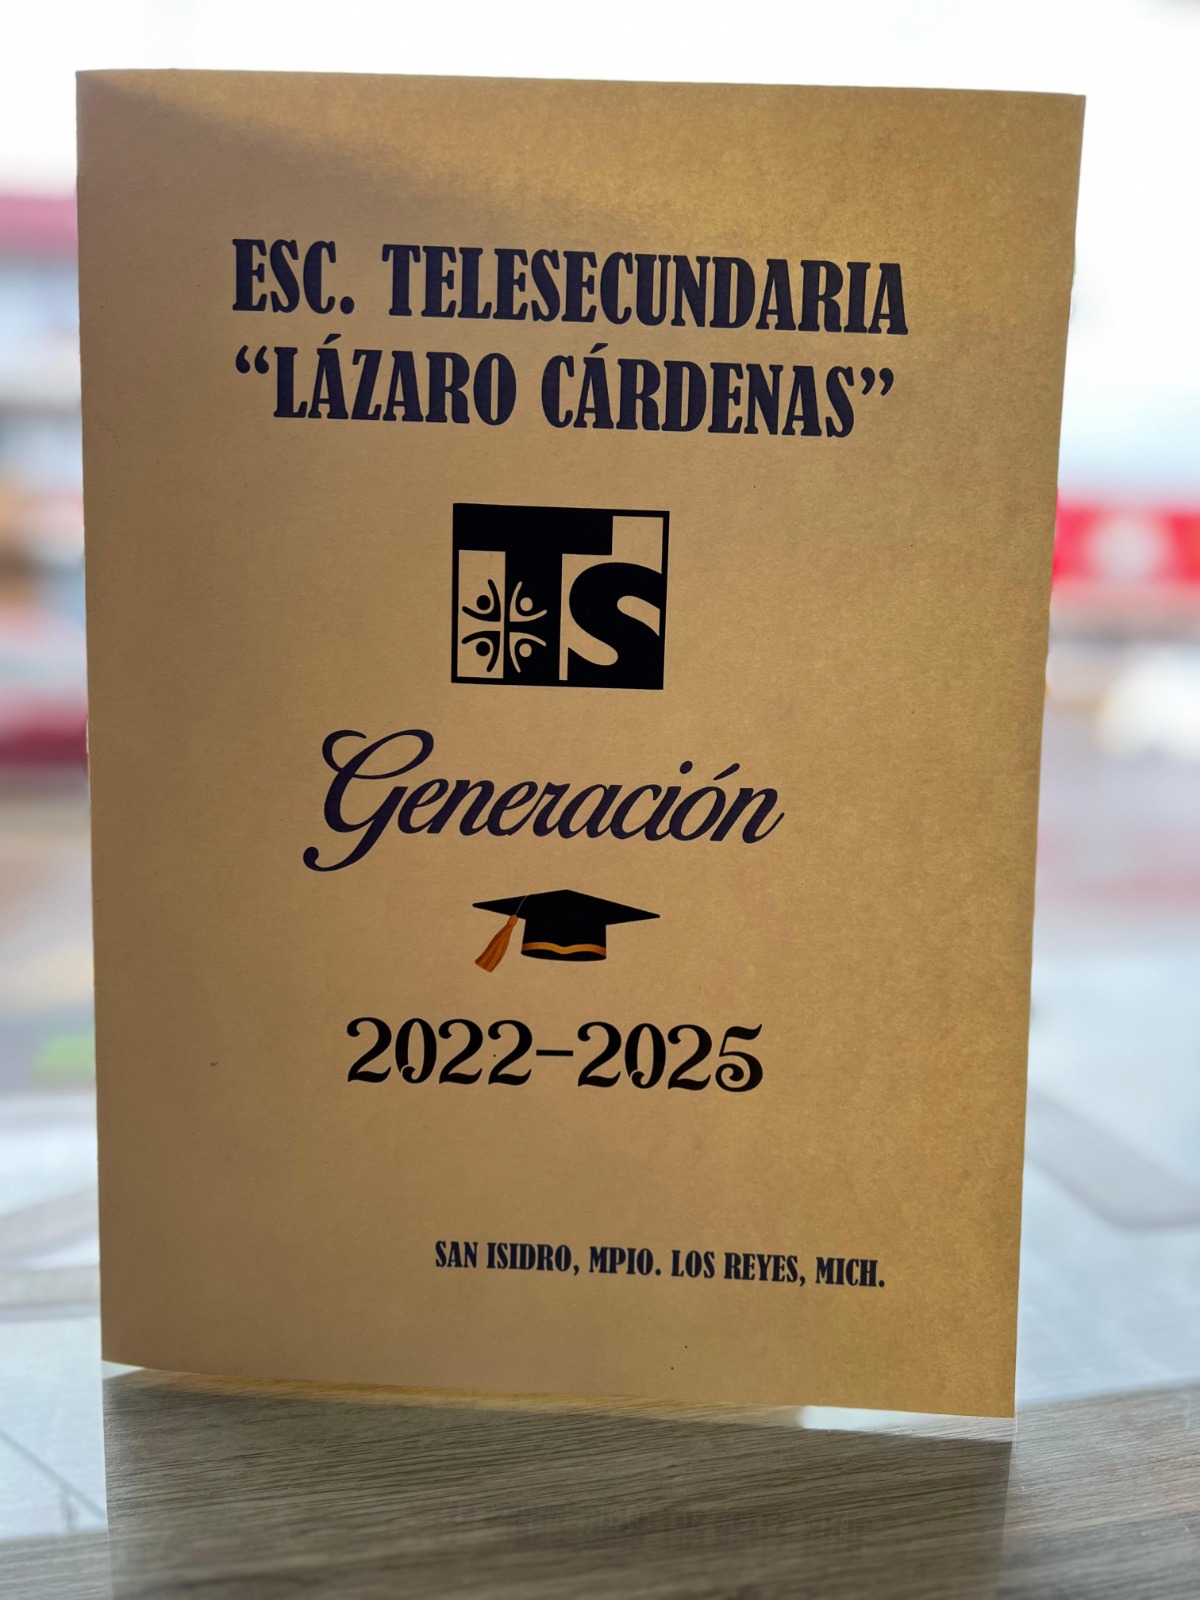 ESC. TELESECUNDARIA
“LÁZARO CÁRDENAS”
TS
Generación
2022-2025
SAN ISIDRO, MPIO. LOS REYES, MICH.